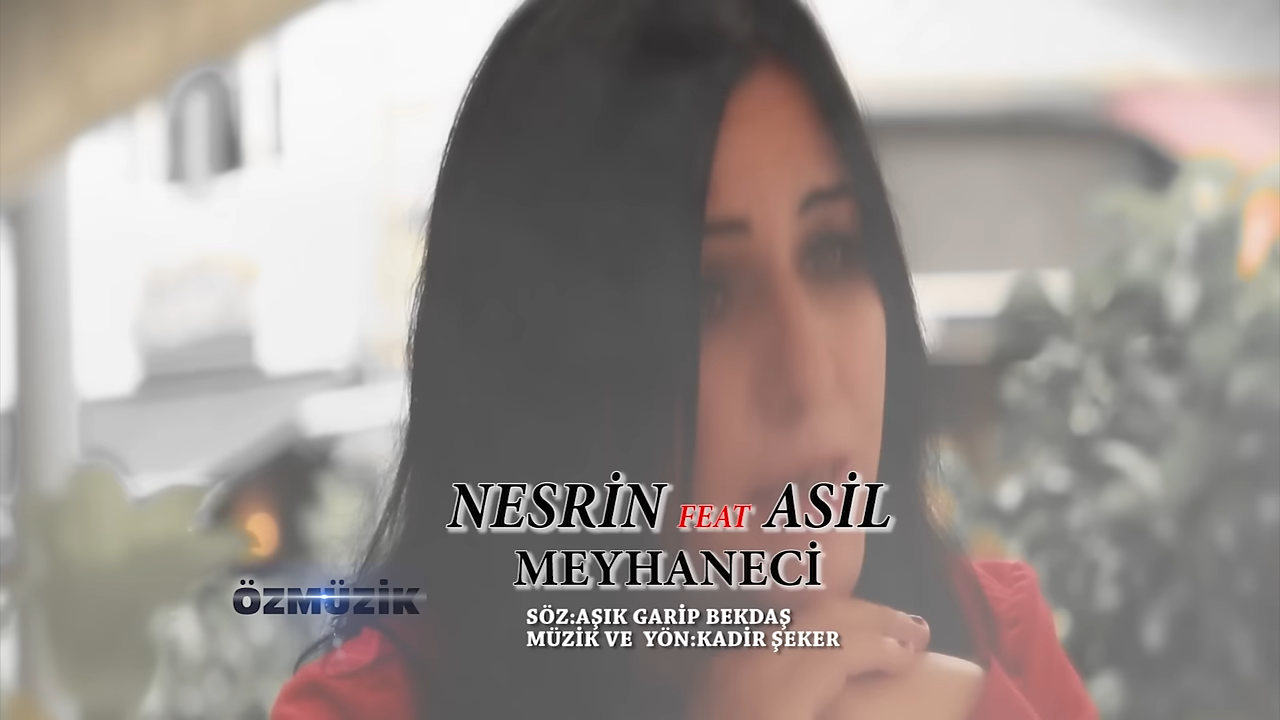 NESRİN FEAT ASİL
MEYHANECİ
ÖZMÜZİK
SÖZ:AŞIK GARİP BEKDAŞ
MÜZİK VE YÖN:KADİR ŞEKER